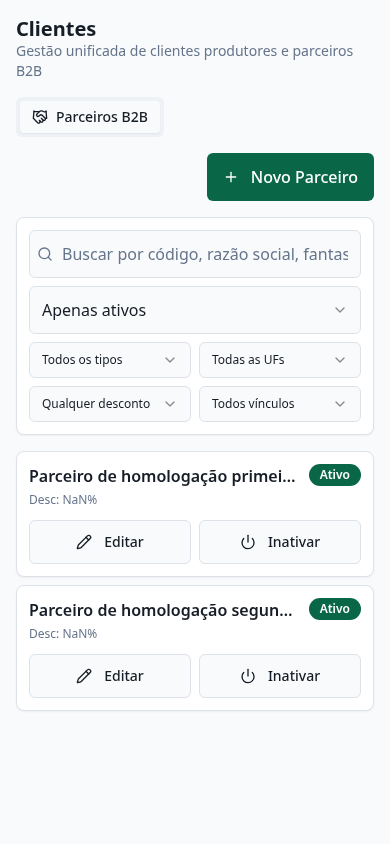 Clientes
Gestão unificada de clientes produtores e parceiros
B2B
Parceiros B2B
Novo Parceiro
Buscar por código, razão social, fantas
Apenas ativos
Todos os tipos
Todas as UFs
Qualquer desconto
Todos vínculos
Parceiro de homologação primei...
Ativo
Desc: NaN%
Editar
Inativar
Parceiro de homologação segun...
Ativo
Desc: NaN%
Editar
Inativar